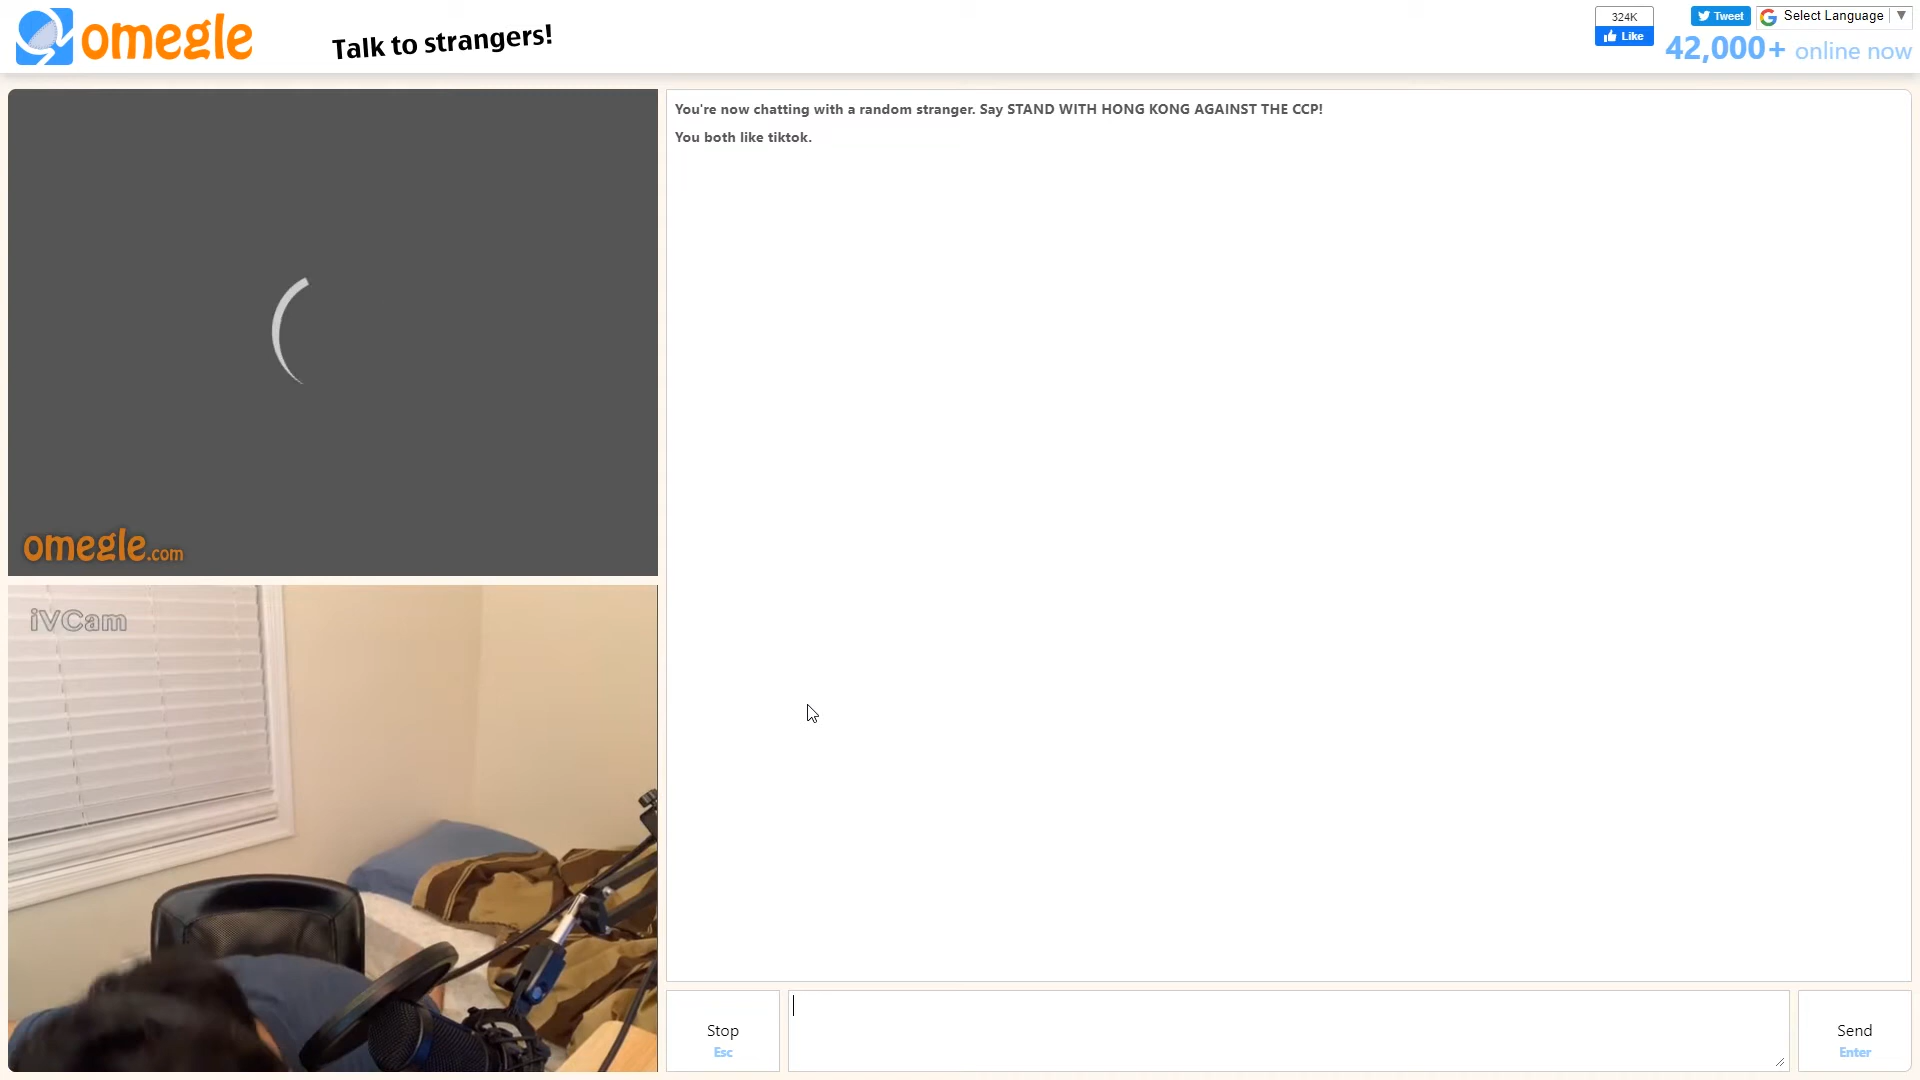 omegle
Talk to strangers!
324K
Like
Tweet
Select Language ▼
42,000+ online now
You're now chatting with a random stranger. Say STAND WITH HONG KONG AGAINST THE CCP!
You both like tiktok.
omegle.com
iVCam
Stop
Esc
Send
Enter